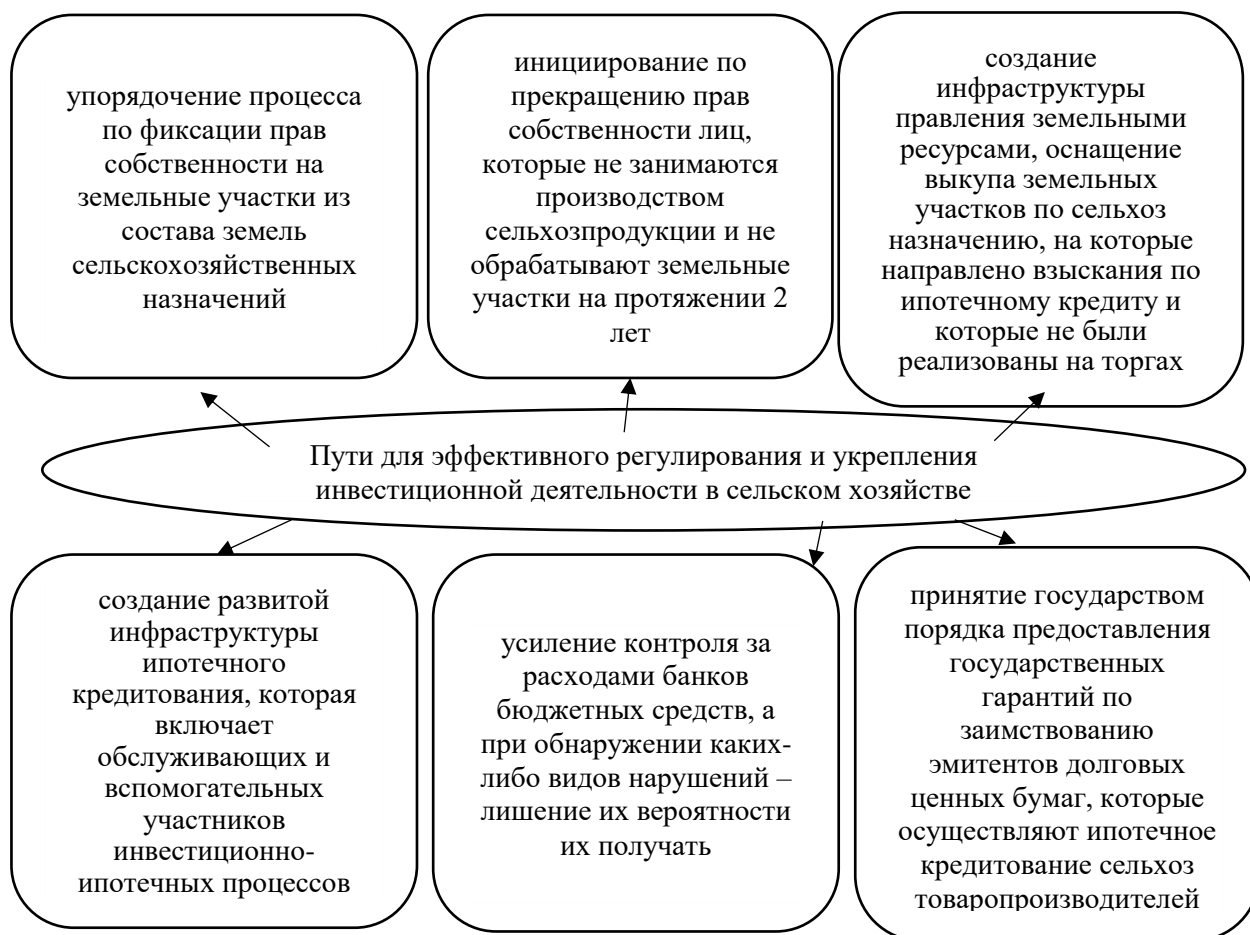 упорядочение процесса
по фиксации прав
собственности на
земельные участки из
состава земель
сельскохозяйственных
назначений
инициирование по
прекращению прав
собственности лиц,
которые не занимаются
производством
сельхозпродукции и не
обрабатывают земельные
участки на протяжении 2
лет
создание
инфраструктуры
правления земельными
ресурсами, оснащение
выкупа земельных
участков по сельхоз
назначению, на которые
направлено взыскания по
ипотечному кредиту и
которые не были
реализованы на торгах
Пути для эффективного регулирования и укрепления
инвестиционной деятельности в сельском хозяйстве
создание развитой
инфраструктуры
ипотечного
кредитования, которая
включает
обслуживающих и
вспомогательных
участников
инвестиционно-
ипотечных процессов
усиление контроля за
расходами банков
бюджетных средств, а
при обнаружении каких-
либо видов нарушений –
лишение их вероятности
их получать
принятие государством
порядка предоставления
государственных
гарантий по
заимствованию
эмитентов долговых
ценных бумаг, которые
осуществляют ипотечное
кредитование сельхоз
товаропроизводителей